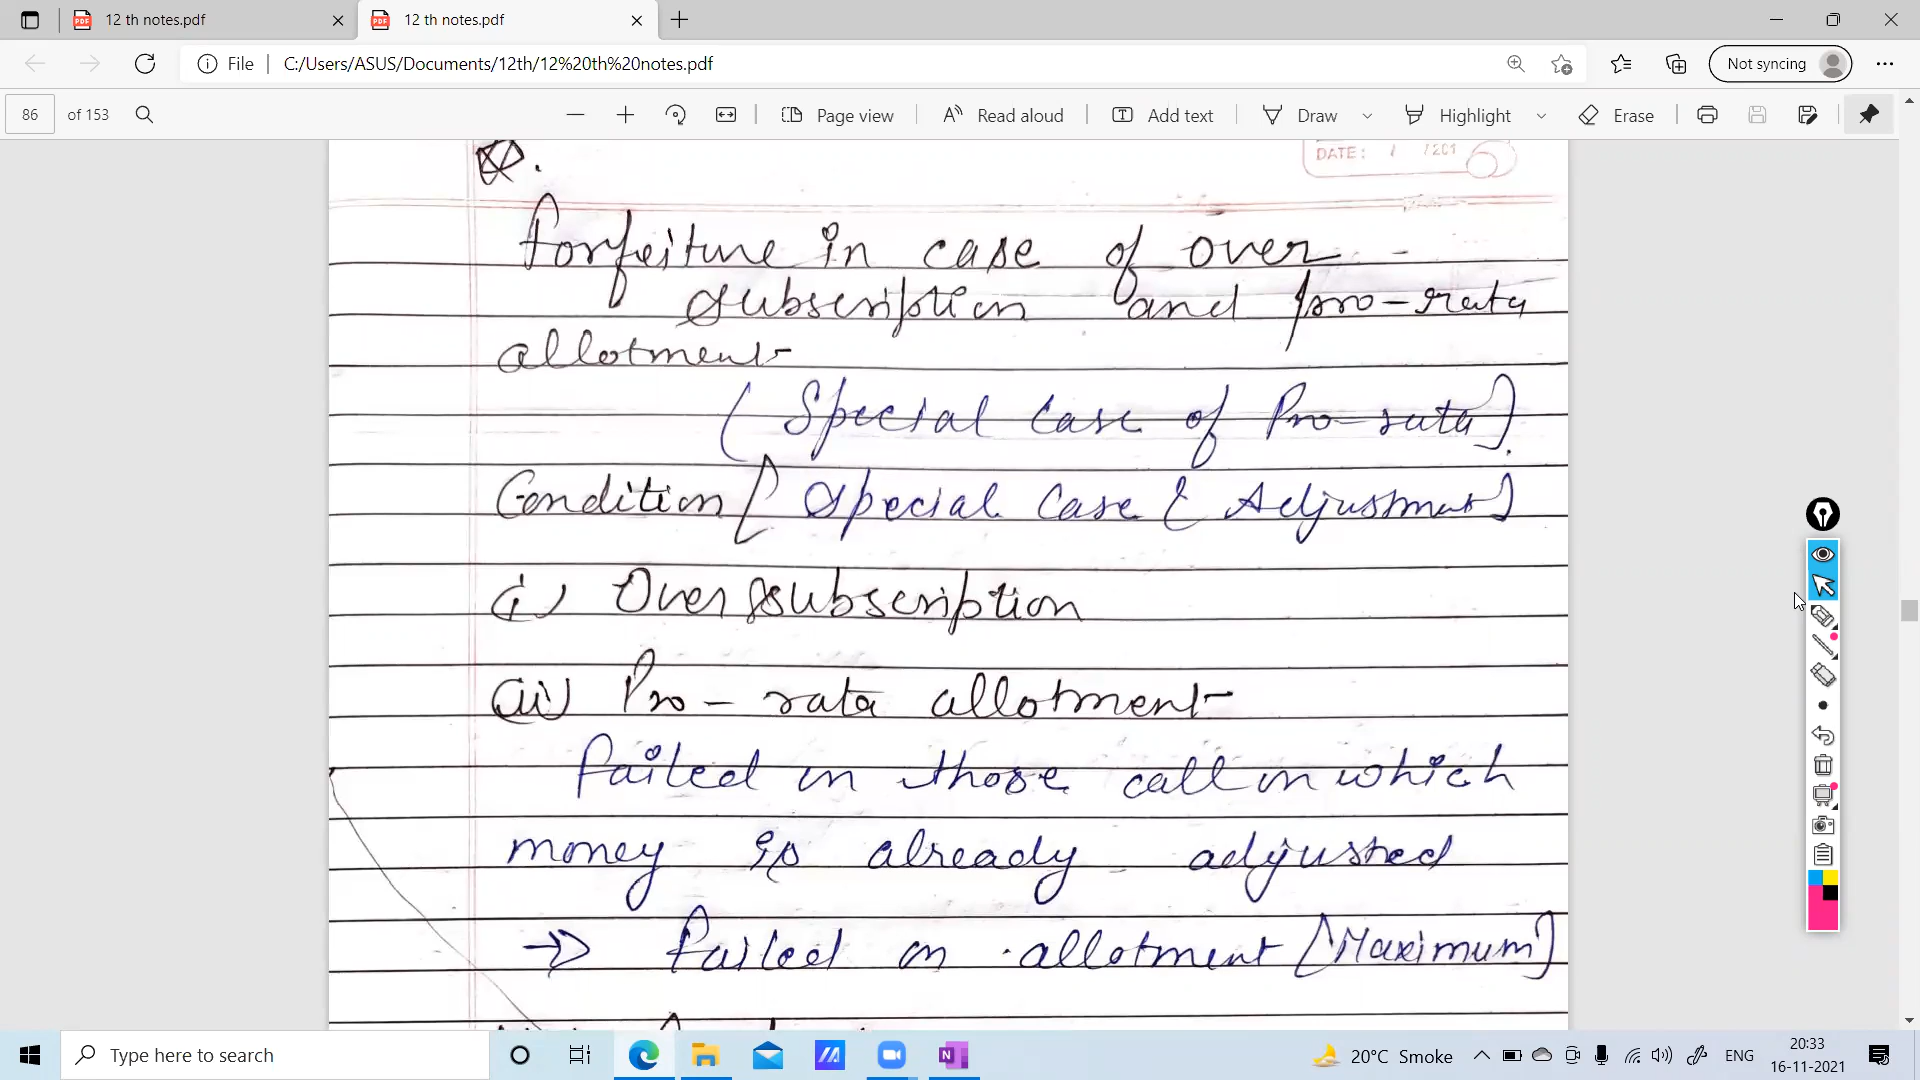 12 th notes.pdf
12 th notes.pdf
File C:/Users/ASUS/Documents/12th/12%20th%20notes.pdf
Not syncing
86 of 153
Page view Read aloud Add text Draw Highlight Erase
DATE: / /201
Forfeiture in case of over
subscription and pro-rata
allotment
(Special Case of Pro-rata)
Condition [Special Case & Adjustment]
(i) Over subscription
(ii) Pro-rata allotment
Failed in those call in which
money is already adjusted
→ Failed on allotment [Maximum]
Type here to search
20°C Smoke
ENG
20:33
16-11-2021